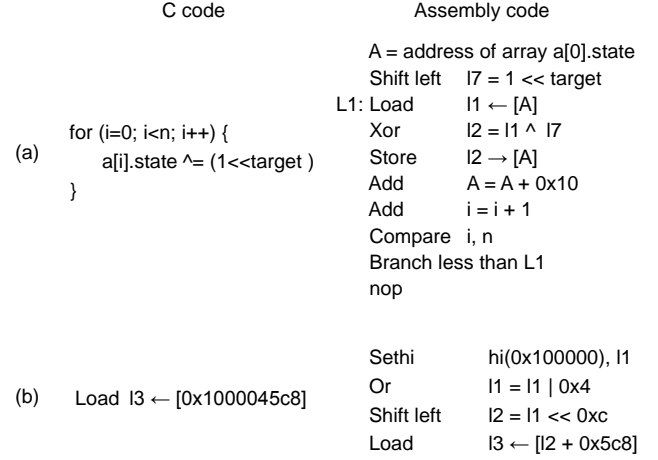 C code Assembly code
(a)
for (i=0; i<n; i++) {
a[i].state ^= (1<<target )
}
A = address of array a[0].state
Shift left l7 = 1 << target
L1: Load l1 ← [A]
Xor l2 = l1 ^ l7
Store l2 → [A]
Add A = A + 0x10
Add i = i + 1
Compare i, n
Branch less than L1
nop
(b)
Load l3 ← [0x1000045c8]
Sethi hi(0x100000), l1
Or l1 = l1 | 0x4
Shift left l2 = l1 << 0xc
Load l3 ← [l2 + 0x5c8]